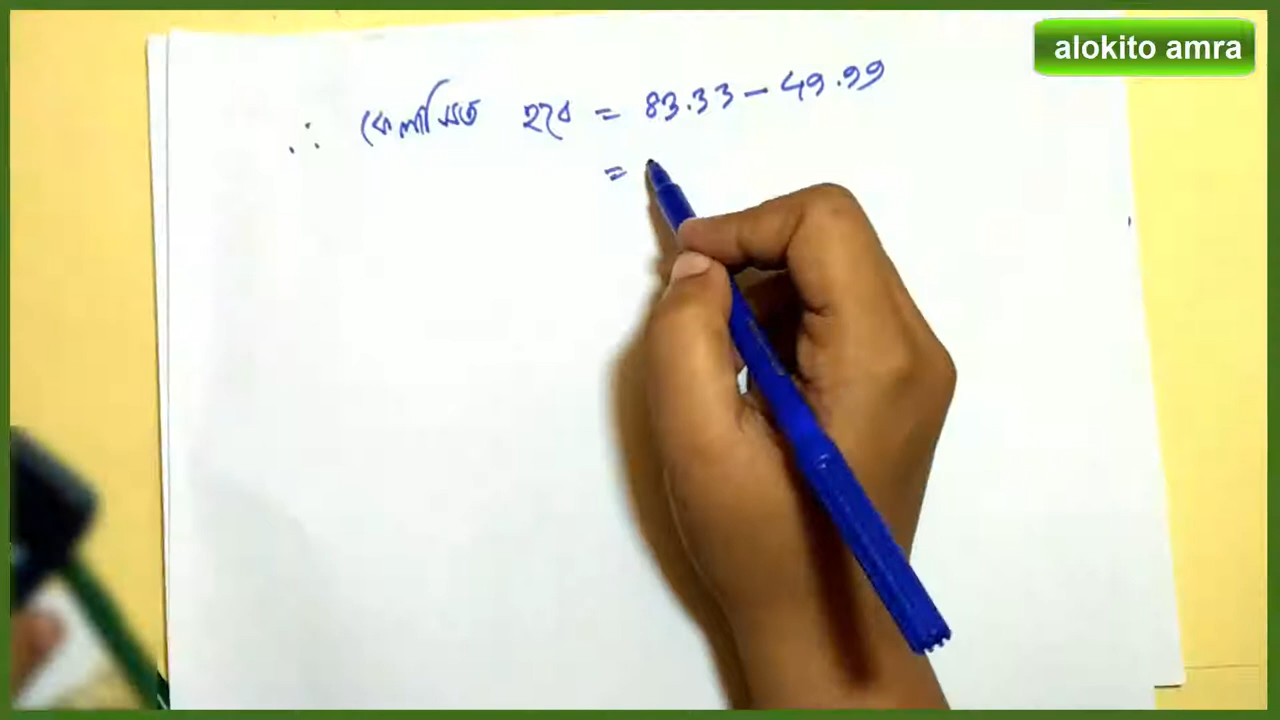 alokito amra
∴ কেলাসিত হবে = 83.33 - 49.99
=